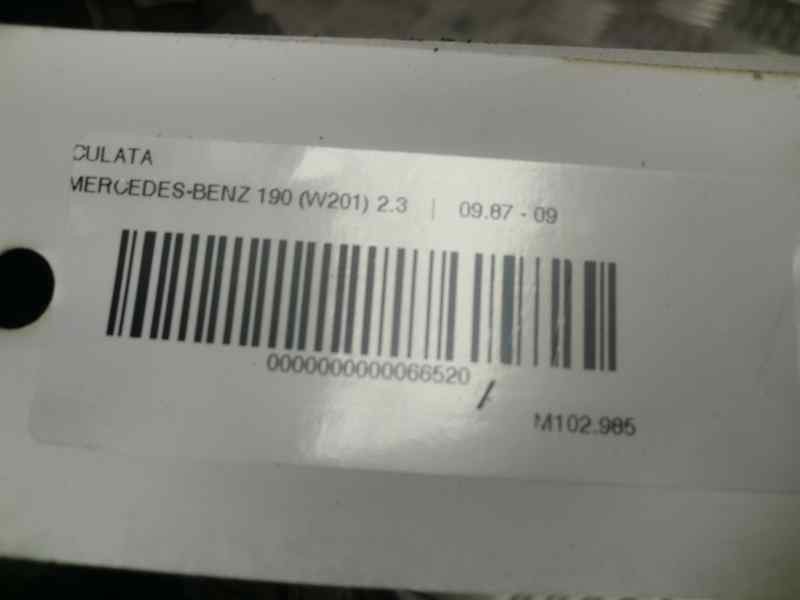 CULATA
MERCEDES-BENZ 190 (W201) 2.3 | 09.87 - 09
0000000000066520
M102.985